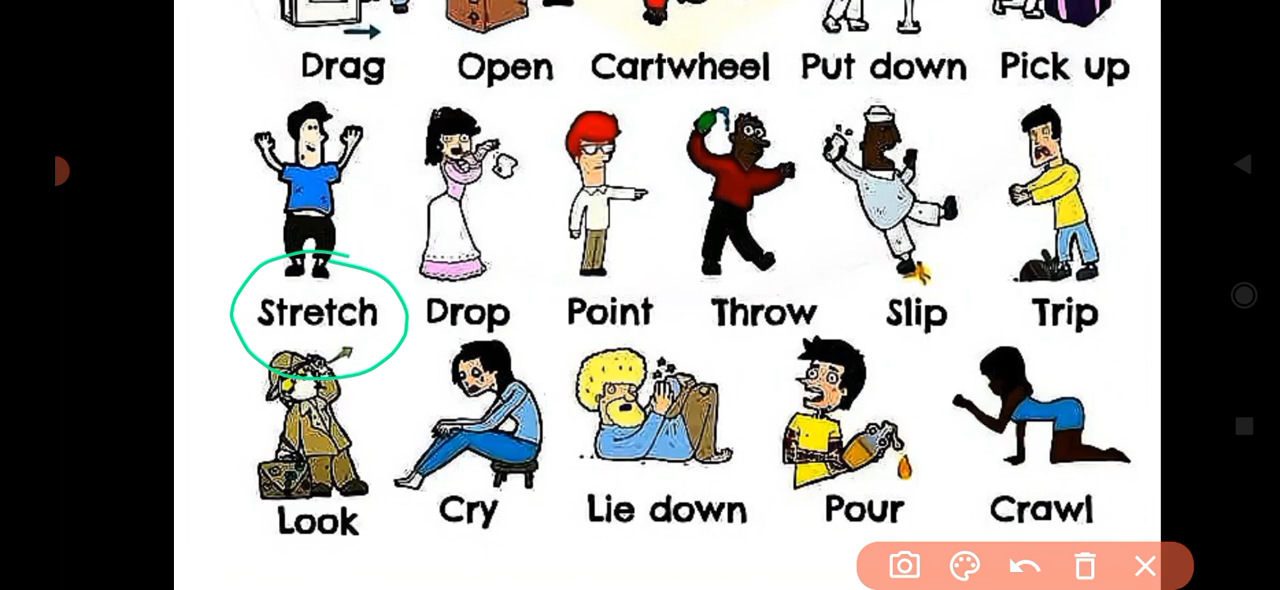 Drag Open Cartwheel Put down Pick up
Stretch Drop Point Throw Slip Trip
Look Cry Lie down Pour Crawl